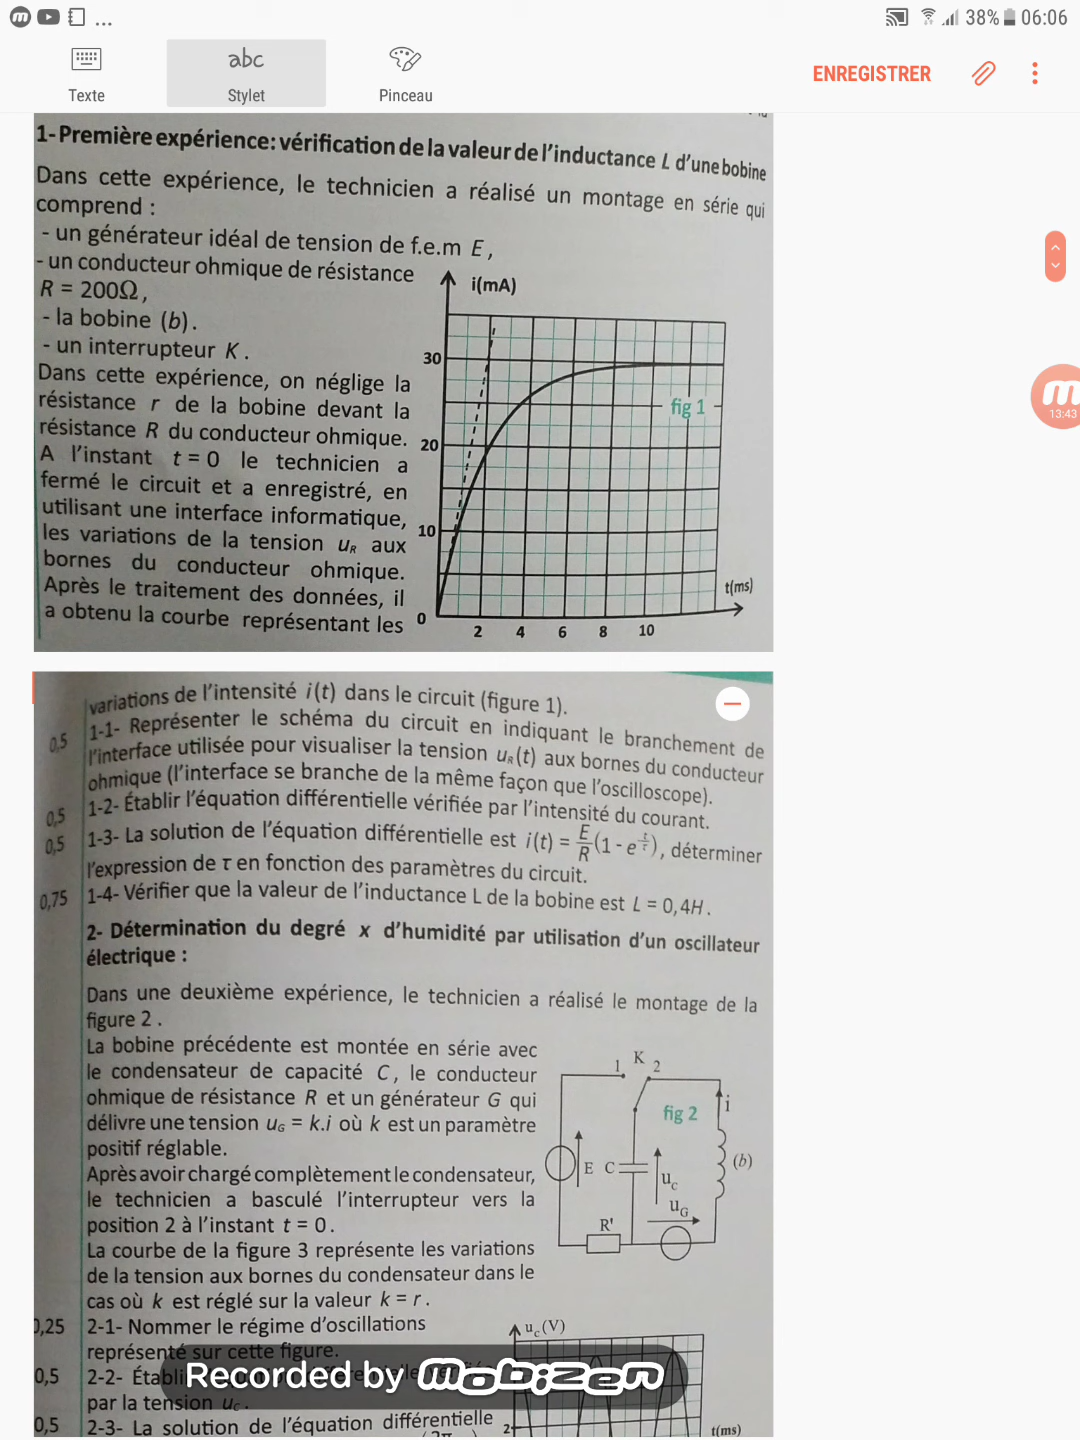 38% 06:06
Texte
abc
Stylet
Pinceau
ENREGISTRER
1- Première expérience: vérification de la valeur de l'inductance L d'une bobine
Dans cette expérience, le technicien a réalisé un montage en série qui
comprend :
- un générateur idéal de tension de f.e.m E,
- un conducteur ohmique de résistance
R = 200Ω,
- la bobine (b).
- un interrupteur K.
Dans cette expérience, on néglige la
résistance r de la bobine devant la
résistance R du conducteur ohmique.
A l'instant t = 0 le technicien a
fermé le circuit et a enregistré, en
utilisant une interface informatique,
les variations de la tension uR aux
bornes du conducteur ohmique.
Après le traitement des données, il
a obtenu la courbe représentant les
i(mA)
30
fig 1
20
10
t(ms)
0
2 4 6 8 10
13:43
variations de l'intensité i(t) dans le circuit (figure 1).
0,5 1-1- Représenter le schéma du circuit en indiquant le branchement de
l'interface utilisée pour visualiser la tension uR(t) aux bornes du conducteur
ohmique (l'interface se branche de la même façon que l'oscilloscope).
0,5 1-2- Établir l'équation différentielle vérifiée par l'intensité du courant.
0,5 1-3- La solution de l'équation différentielle est i(t) = E/R (1 - e^(t/τ)), déterminer
l'expression de τ en fonction des paramètres du circuit.
0,75 1-4- Vérifier que la valeur de l'inductance L de la bobine est L = 0,4H.
2- Détermination du degré x d'humidité par utilisation d'un oscillateur
électrique :
Dans une deuxième expérience, le technicien a réalisé le montage de la
figure 2 .
La bobine précédente est montée en série avec
le condensateur de capacité C, le conducteur
ohmique de résistance R et un générateur G qui
délivre une tension uG = k.i où k est un paramètre
positif réglable.
Après avoir chargé complètement le condensateur,
le technicien a basculé l'interrupteur vers la
position 2 à l'instant t = 0.
La courbe de la figure 3 représente les variations
de la tension aux bornes du condensateur dans le
cas où k est réglé sur la valeur k = r.
1 K 2
i
fig 2
E C
uc
(b)
uG
R'
0,25 2-1- Nommer le régime d'oscillations
représenté sur cette figure.
0,5 2-2-
par la tension uc.
0,5 2-3- La solution de l'équation différentielle
uc(V)
2
t(ms)
Recorded by mobizen